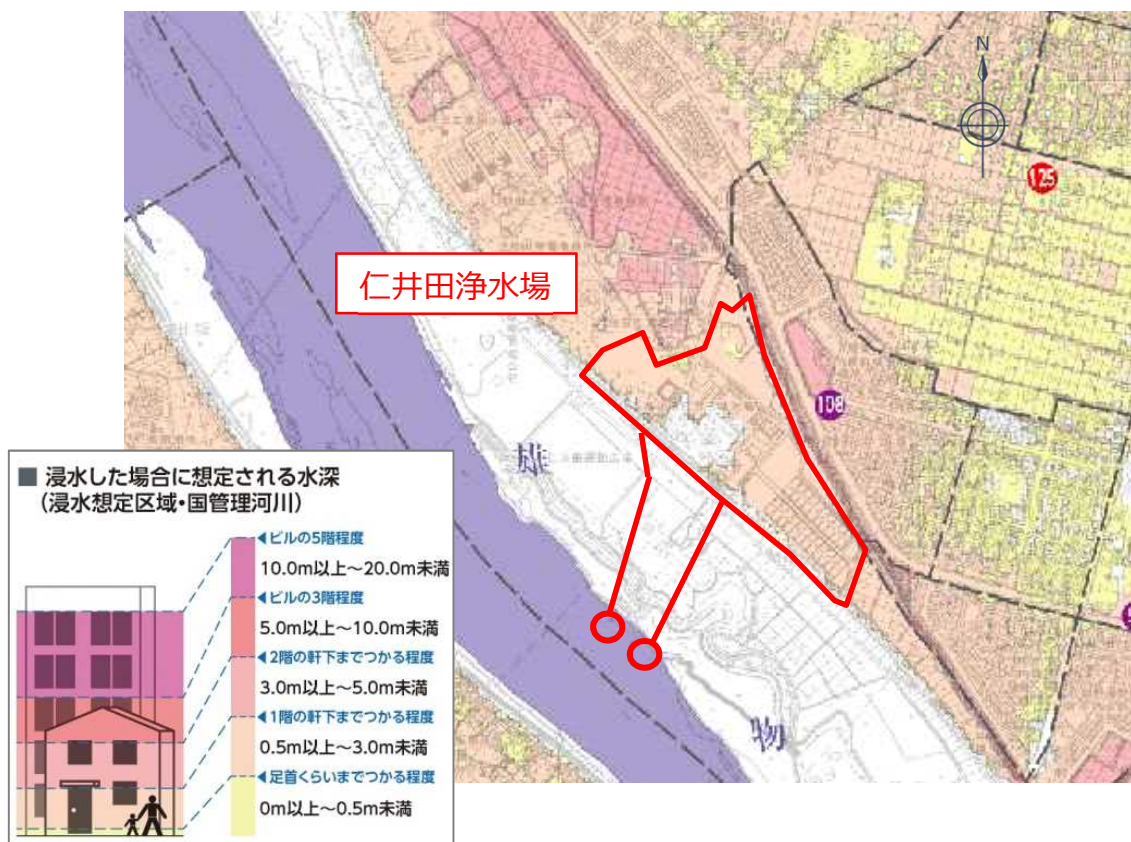 N
125
仁井田浄水場
108
雄
物
■ 浸水した場合に想定される水深
(浸水想定区域・国管理河川)
◀ビルの5階程度
10.0m以上～20.0m未満
◀ビルの3階程度
5.0m以上～10.0m未満
◀2階の軒下までつかる程度
3.0m以上～5.0m未満
◀1階の軒下までつかる程度
0.5m以上～3.0m未満
◀足首くらいまでつかる程度
0m以上～0.5m未満